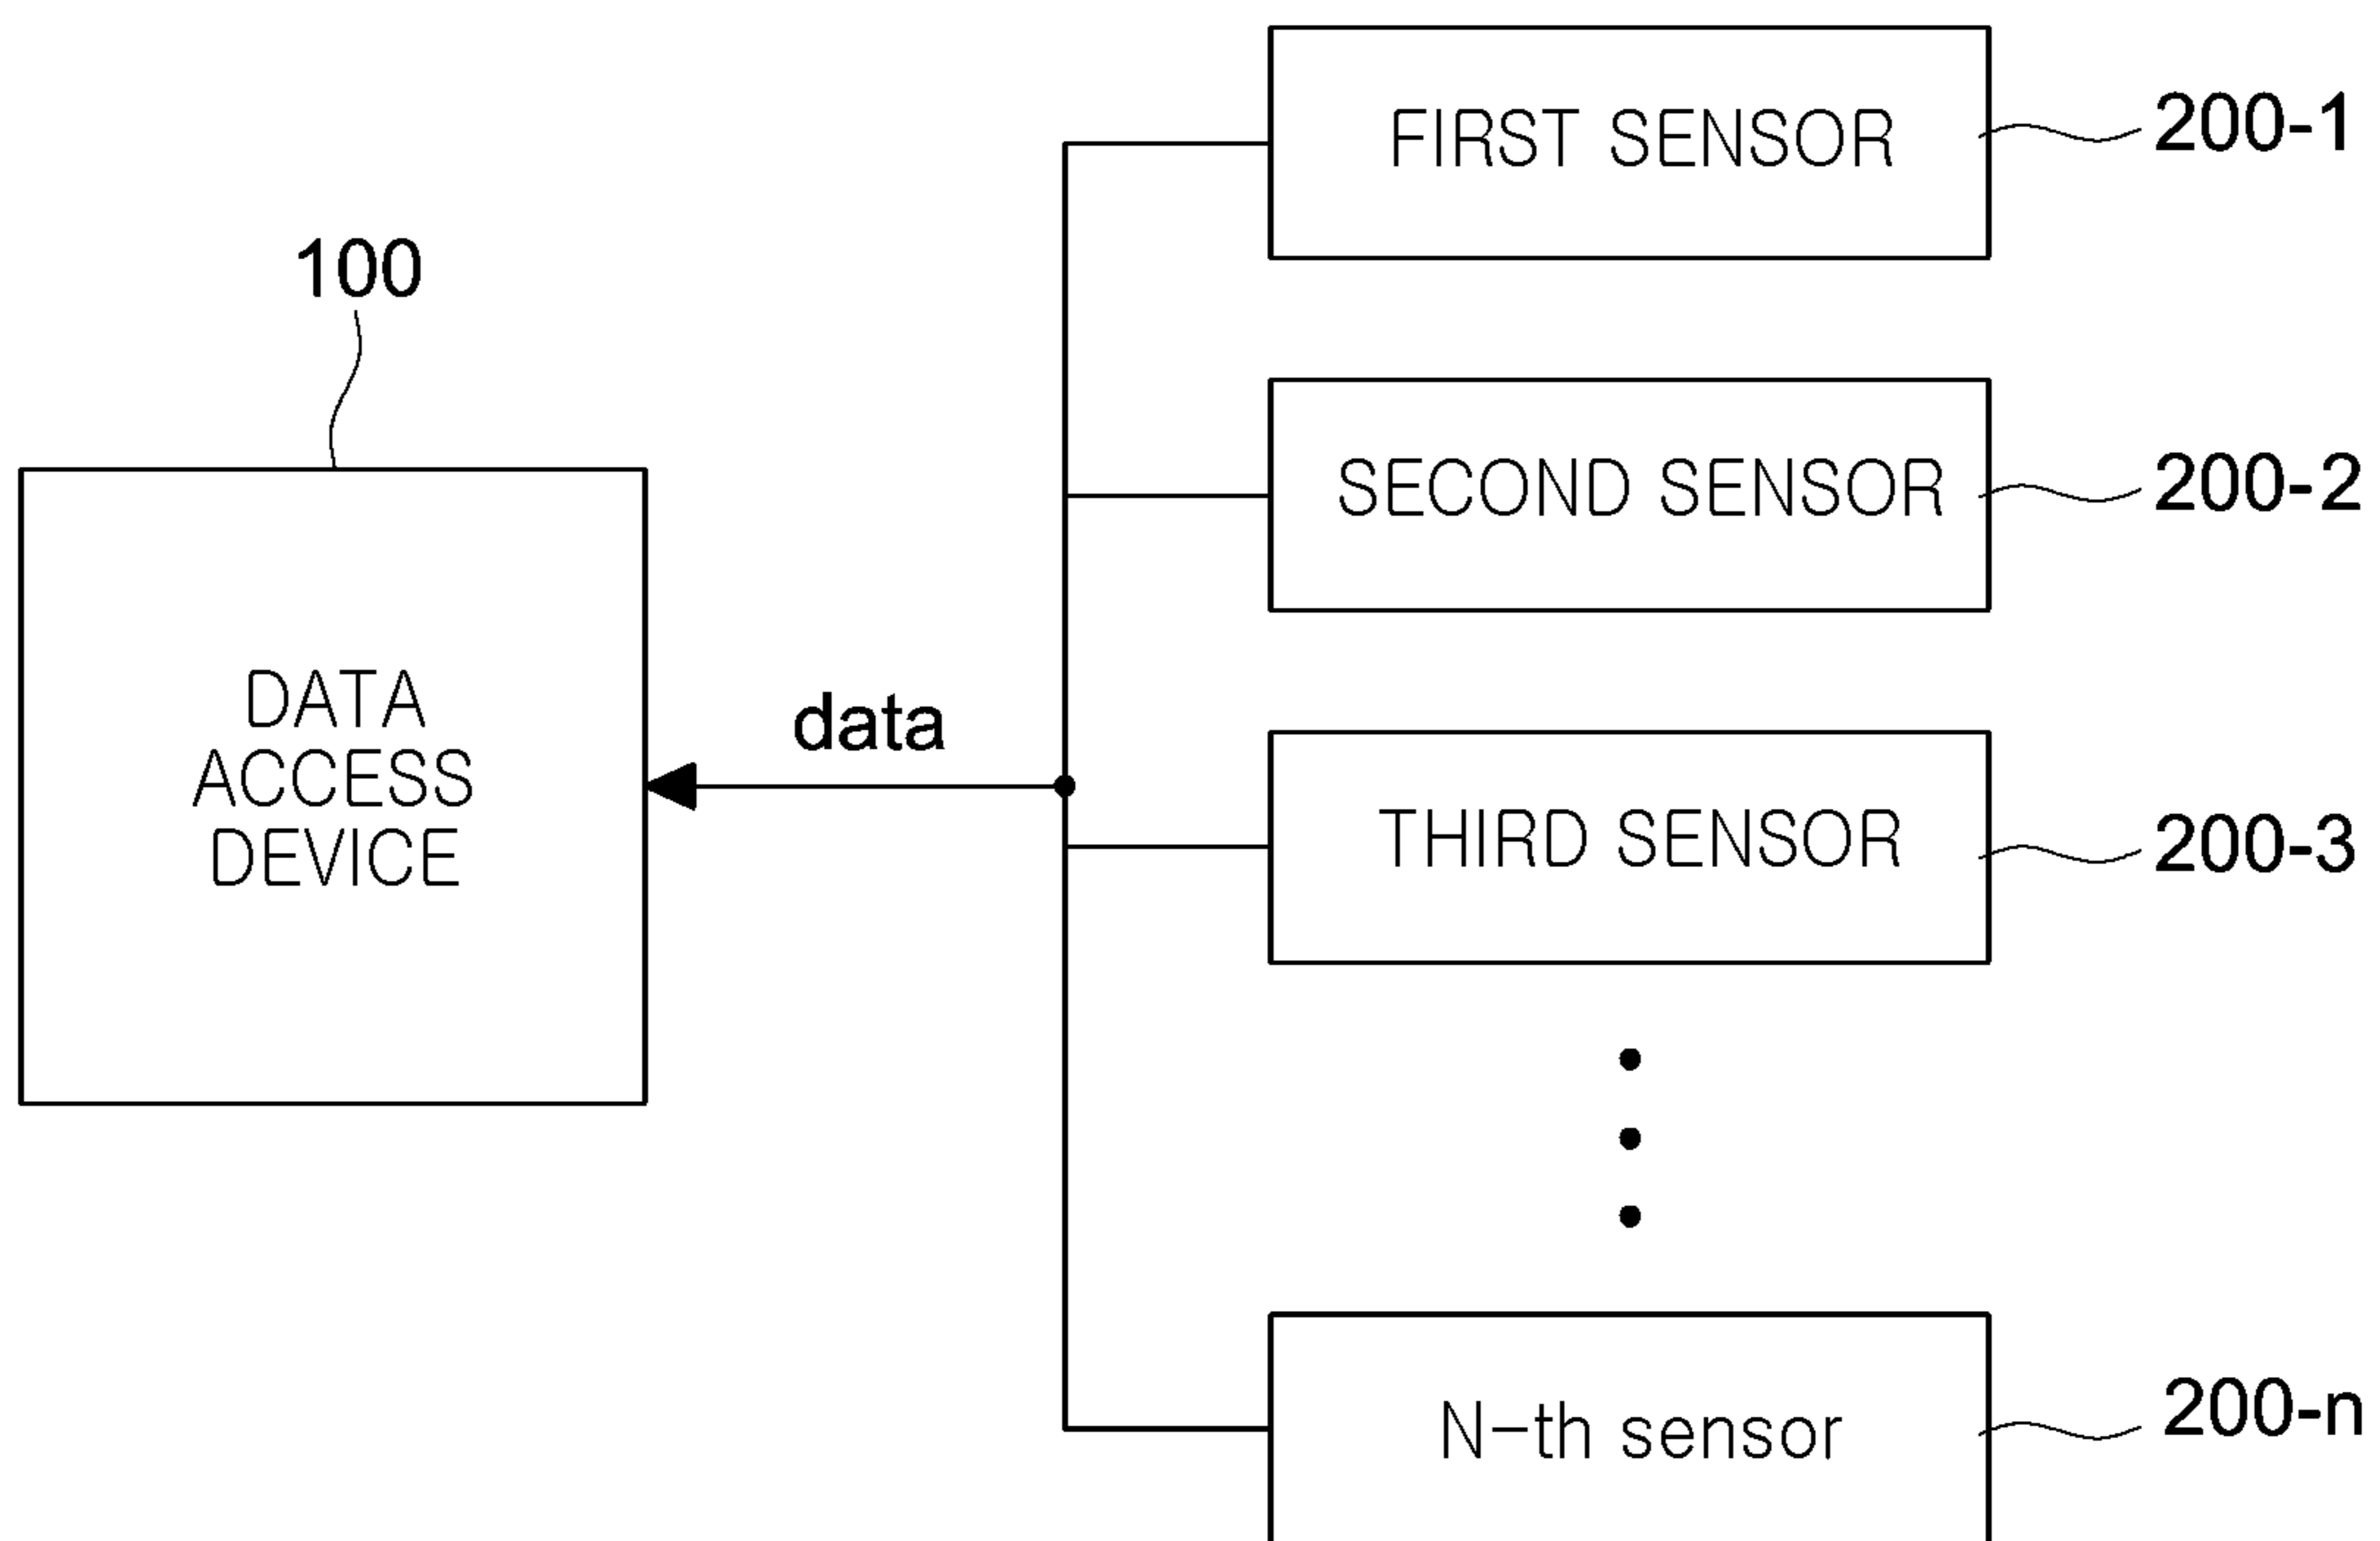 100
DATA
ACCESS
DEVICE
data
FIRST SENSOR
200-1
SECOND SENSOR
200-2
THIRD SENSOR
200-3
N-th sensor
200-n